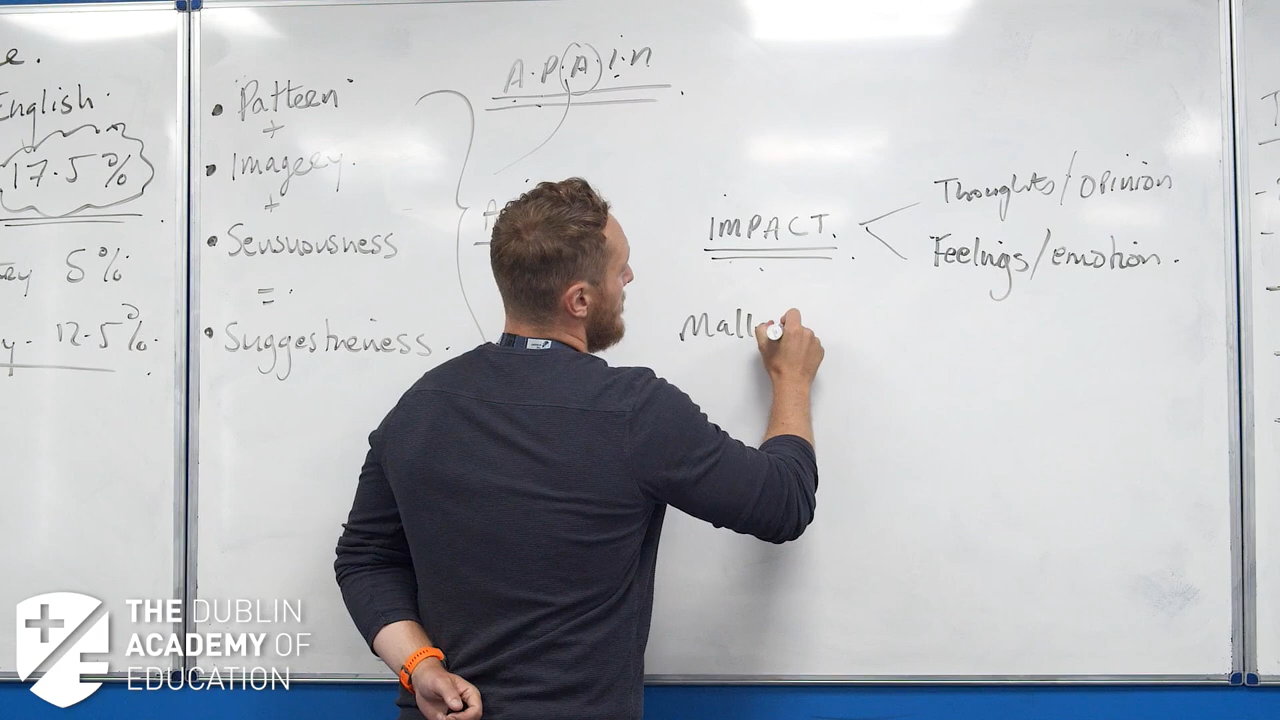 e.
English.
17.5%
5%
12.5%.
• Pattern
+
• Imagery.
+
• Sensuousness
=
• Suggestiveness.
A.P.A.I.n
IMPACT.
Thoughts/opinion
Feelings/emotion.
Mall
THE DUBLIN
ACADEMY OF
EDUCATION